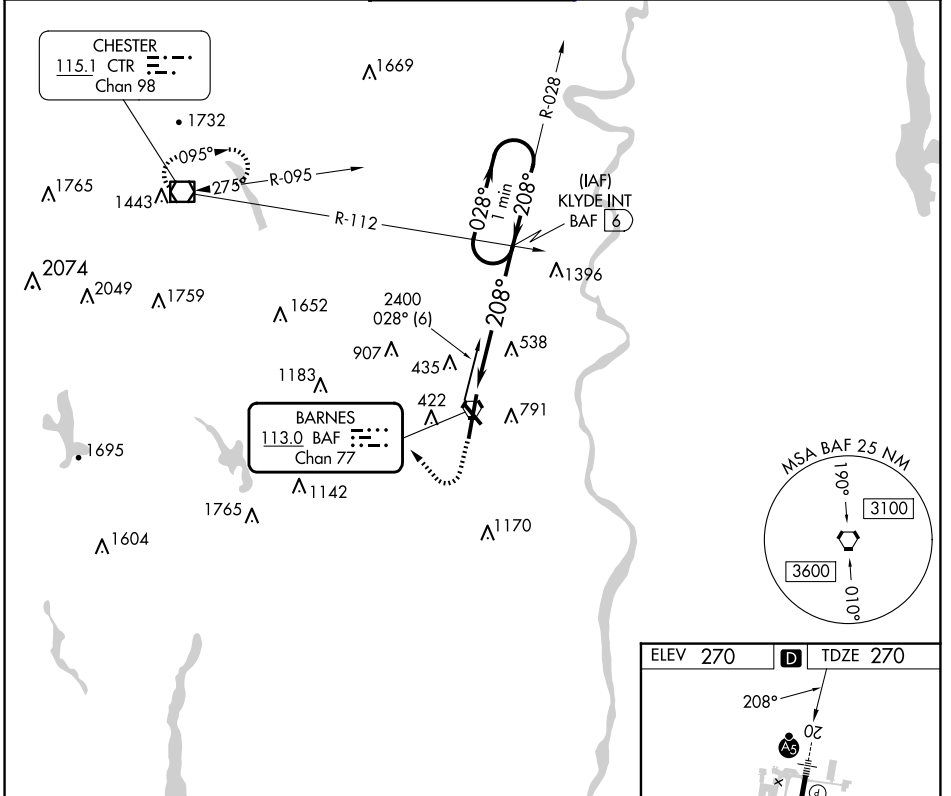 CHESTER
115.1 CTR
Chan 98
1669
1732
095°
275°
R-095
R-028
1765
1443
R-112
028°
1 min
208°
(IAF)
KLYDE INT
BAF 6
1396
2074
2049
1759
1652
2400
028° (6)
208°
907
435
538
1183
422
791
BARNES
113.0 BAF
Chan 77
1695
1142
1765
1170
1604
MSA BAF 25 NM
190°
3100
3600
010°
ELEV 270
D
TDZE 270
208°
20
A5
x
P